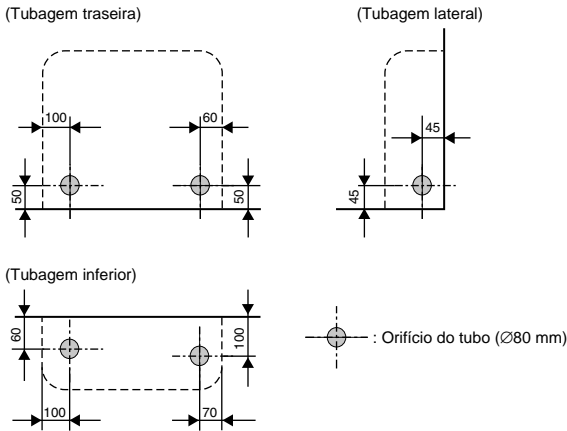 (Tubagem traseira)
(Tubagem lateral)
100
60
45
50
50
45
(Tubagem inferior)
60
100
: Orifício do tubo (∅80 mm)
100
70